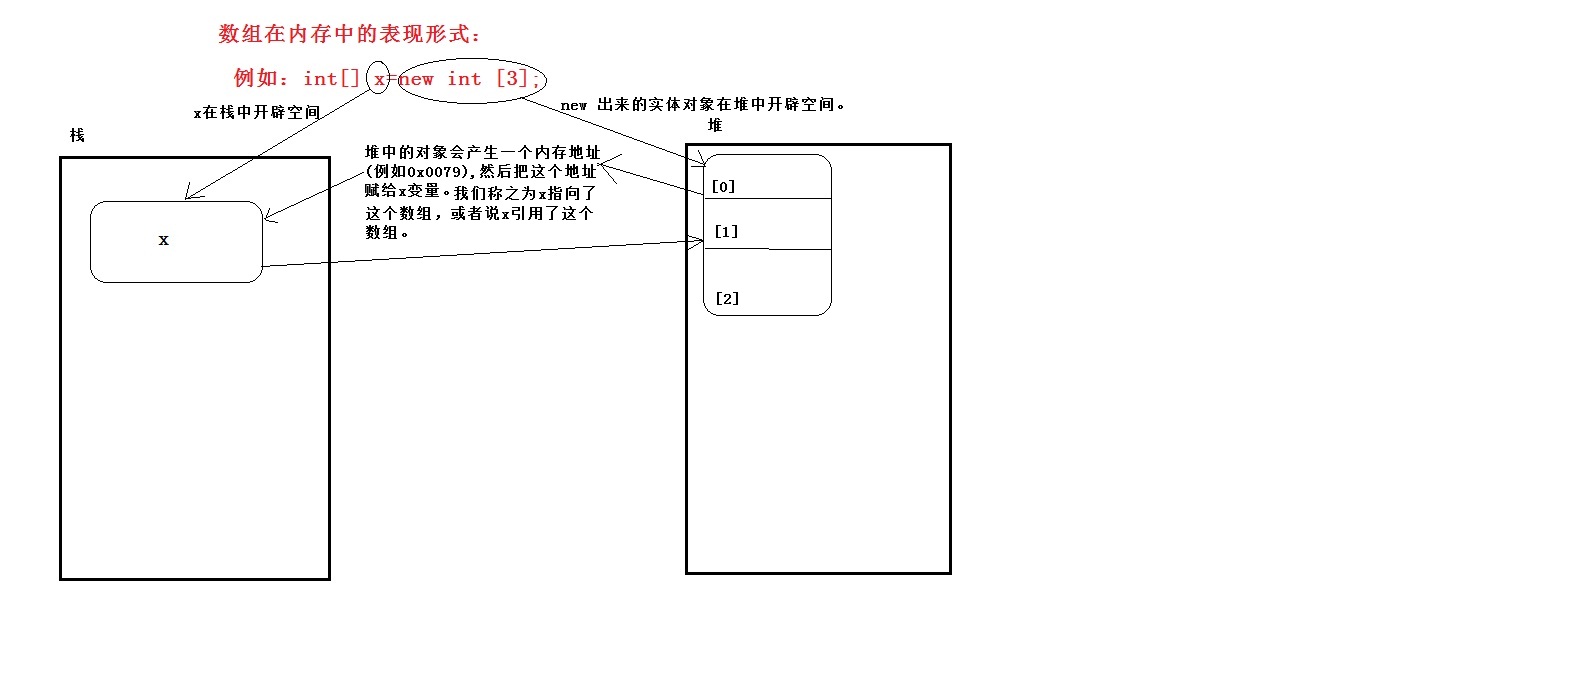 数组在内存中的表现形式：
例如：int[] x=new int [3];
x在栈中开辟空间
new 出来的实体对象在堆中开辟空间。
栈
堆
堆中的对象会产生一个内存地址
(例如0x0079),然后把这个地址
赋给x变量。我们称之为x指向了
这个数组，或者说x引用了这个
数组。
x
[0]
[1]
[2]